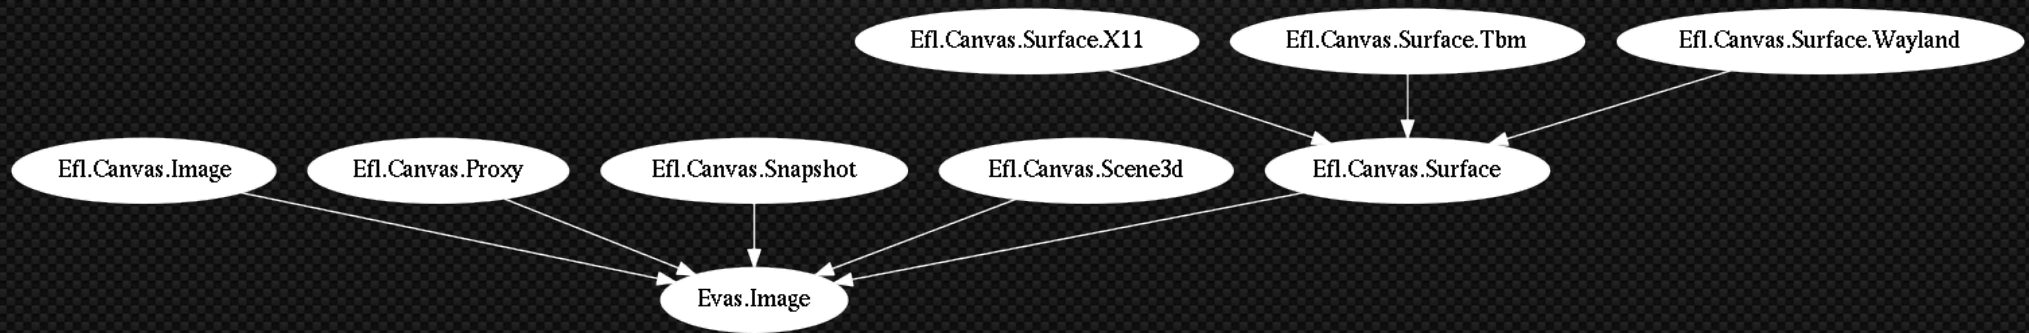 Efl.Canvas.Surface.X11
Efl.Canvas.Surface.Tbm
Efl.Canvas.Surface.Wayland
Efl.Canvas.Image
Efl.Canvas.Proxy
Efl.Canvas.Snapshot
Efl.Canvas.Scene3d
Efl.Canvas.Surface
Evas.Image